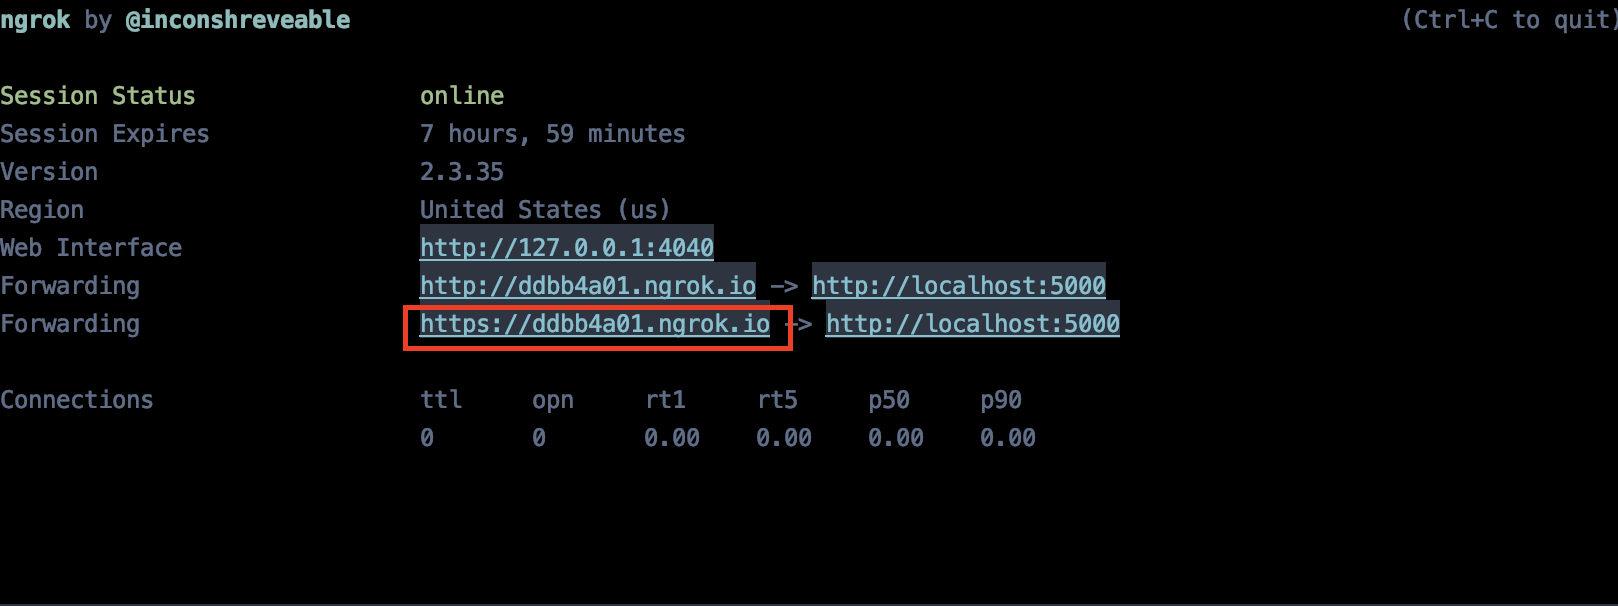 ngrok by @inconshreveable (Ctrl+C to quit)
Session Status online
Session Expires 7 hours, 59 minutes
Version 2.3.35
Region United States (us)
Web Interface http://127.0.0.1:4040
Forwarding http://ddbb4a01.ngrok.io -> http://localhost:5000
Forwarding https://ddbb4a01.ngrok.io -> http://localhost:5000
Connections ttl opn rt1 rt5 p50 p90
0 0 0.00 0.00 0.00 0.00